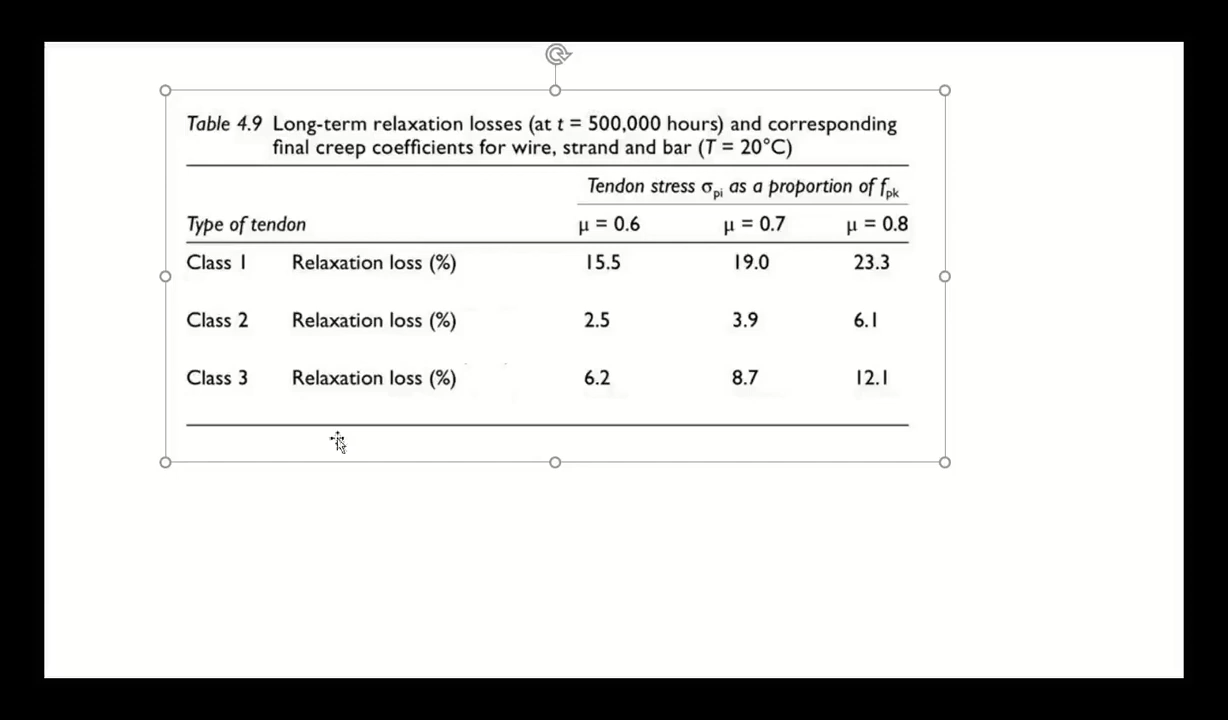 Table 4.9 Long-term relaxation losses (at t = 500,000 hours) and corresponding
final creep coefficients for wire, strand and bar (T = 20°C)
Tendon stress σpi as a proportion of fpk
Type of tendon μ = 0.6 μ = 0.7 μ = 0.8
Class 1 Relaxation loss (%) 15.5 19.0 23.3
Class 2 Relaxation loss (%) 2.5 3.9 6.1
Class 3 Relaxation loss (%) 6.2 8.7 12.1